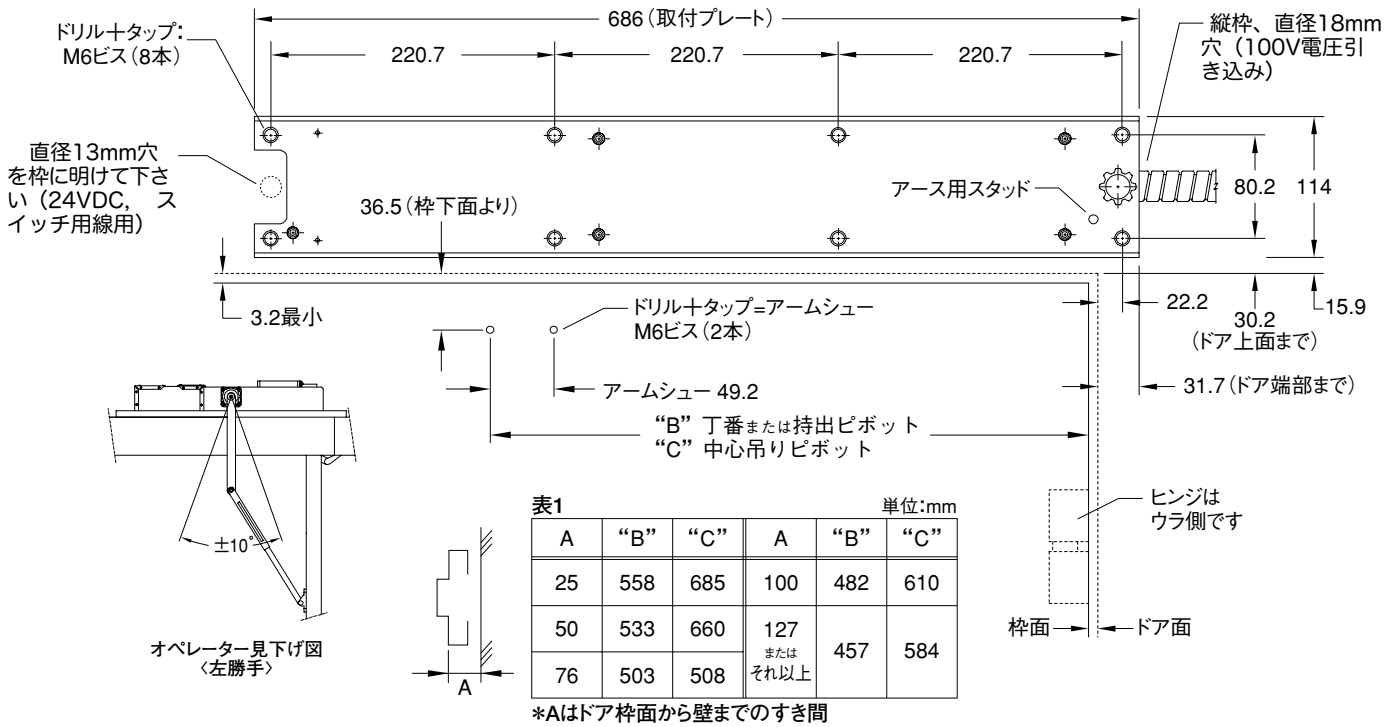 686（取付プレート）
ドリル＋タップ：
M6ビス（8本）
220.7
220.7
220.7
縦枠、直径18mm
穴（100V電圧引
き込み）
直径13mm穴
を枠に明けて下さ
い（24VDC,　ス
イッチ用線用）
36.5（枠下面より）
アース用スタッド
80.2
114
3.2最小
ドリル＋タップ=アームシュー
M6ビス（2本）
22.2
30.2
（ドア上面まで）
15.9
アームシュー 49.2
31.7（ドア端部まで）
“B” 丁番または持出ピボット
“C” 中心吊りピボット
±10°
オペレーター見下げ図
〈左勝手〉
A
ヒンジは
ウラ側です
枠面
ドア面
表1
単位：mm
A “B” “C” A “B” “C”
25 558 685 100 482 610
50 533 660 127 または それ以上 457 584
76 503 508
*Aはドア枠面から壁までのすき間